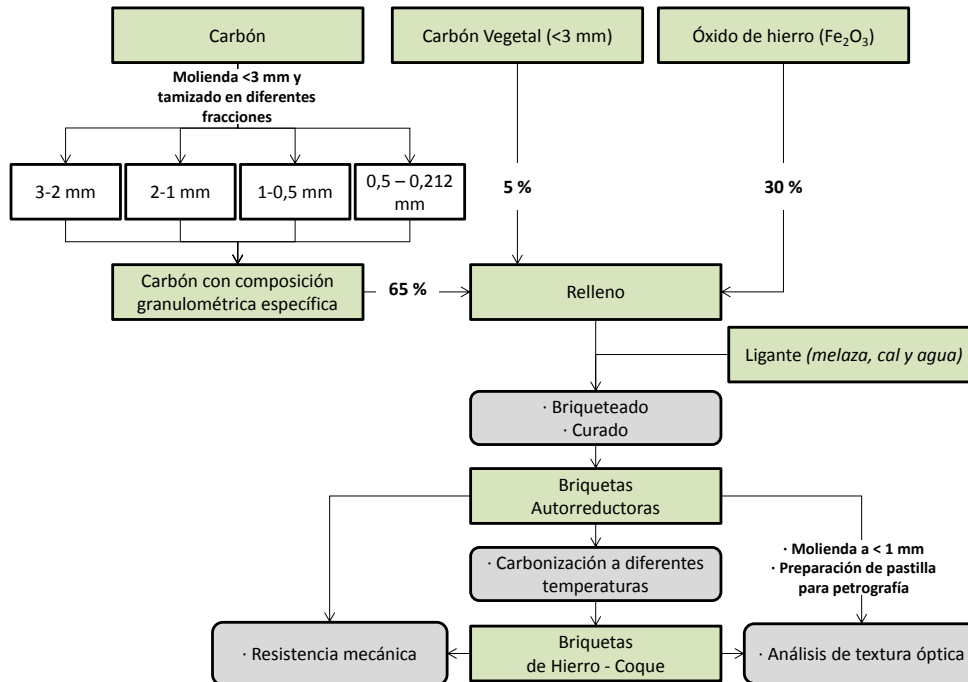 Carbón
Carbón Vegetal (<3 mm)
Óxido de hierro (Fe₂O₃)
Molienda <3 mm y
tamizado en diferentes
fracciones
3-2 mm
2-1 mm
1-0,5 mm
0,5 – 0,212
mm
5 %
30 %
Carbón con composición
granulométrica específica
65 %
Relleno
Ligante (melaza, cal y agua)
· Briqueteado
· Curado
Briquetas
Autorreductoras
· Carbonización a diferentes
temperaturas
· Molienda a < 1 mm
· Preparación de pastilla
para petrografía
· Resistencia mecánica
Briquetas
de Hierro - Coque
· Análisis de textura óptica